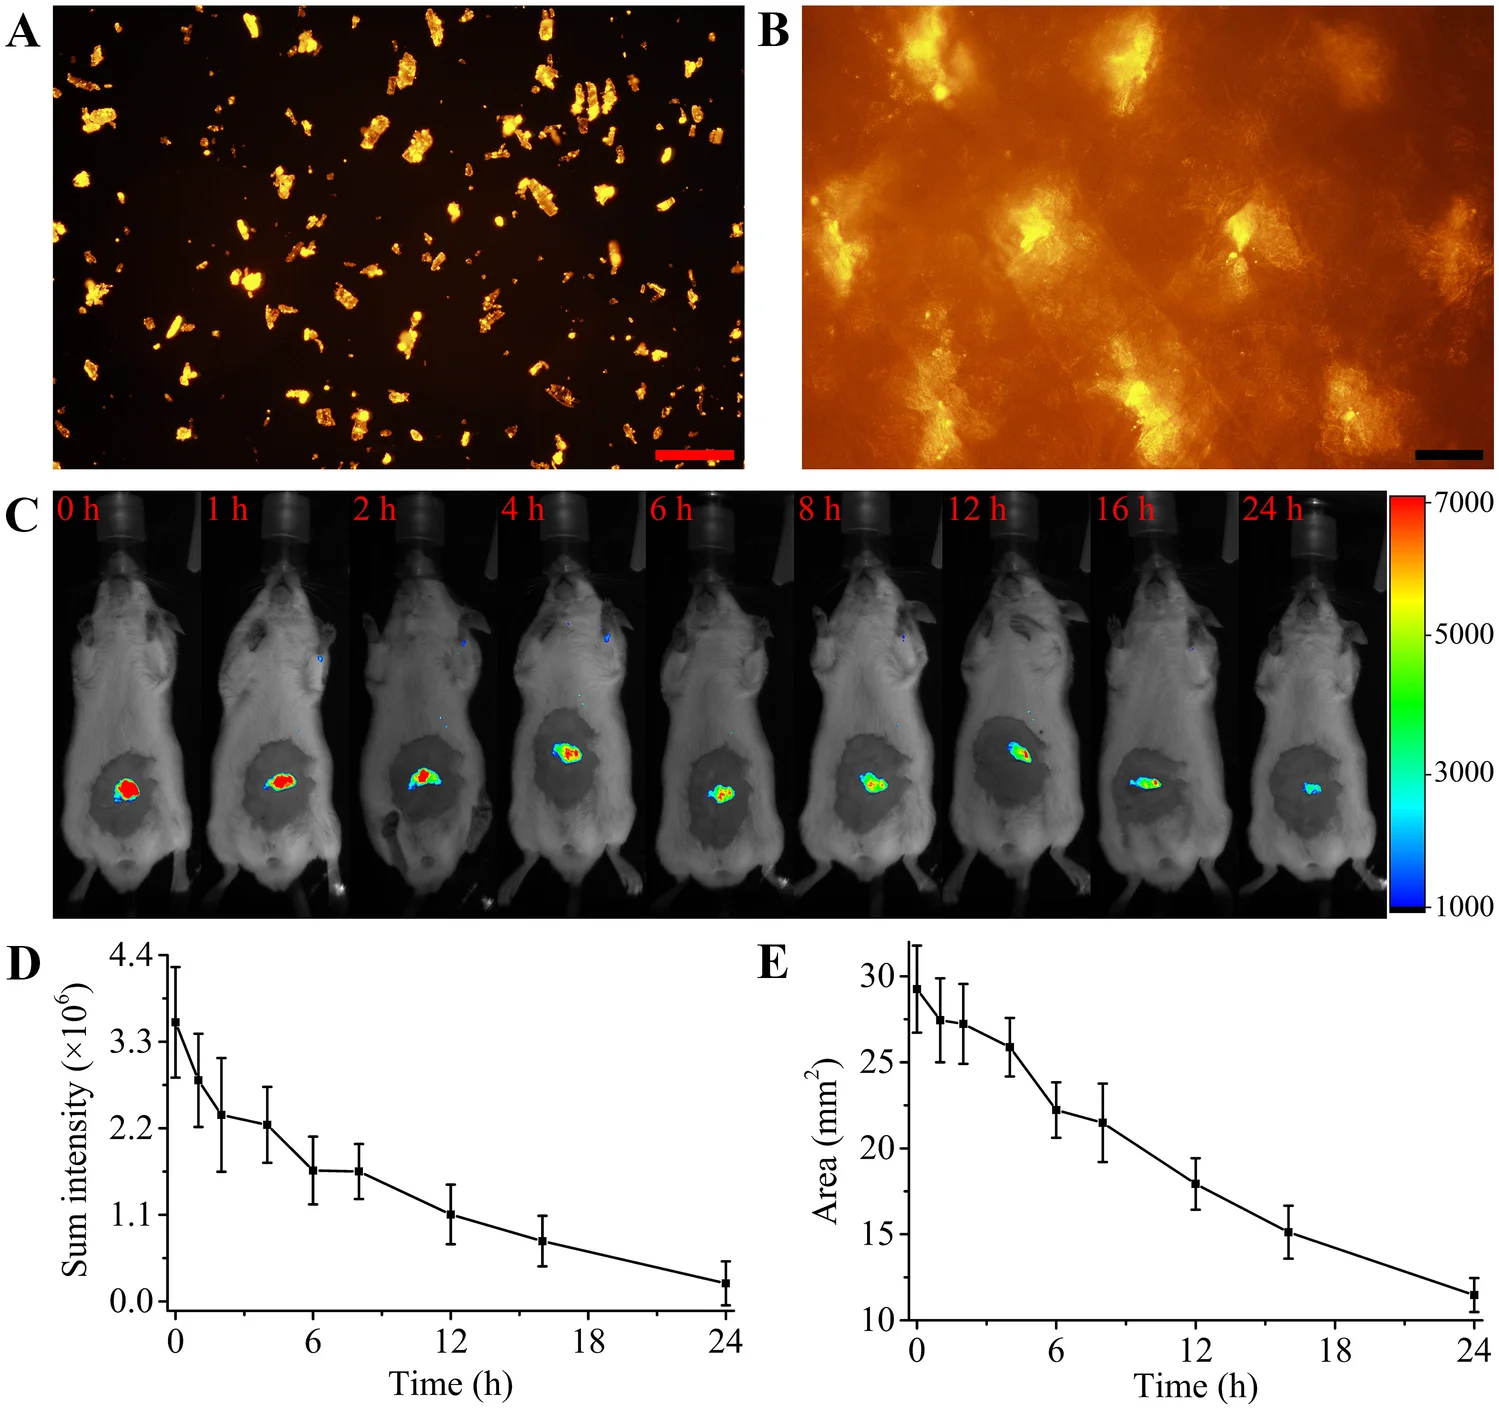 A
B
C
0 h
1 h
2 h
4 h
6 h
8 h
12 h
16 h
24 h
7000
5000
3000
1000
D
4.4
3.3
2.2
1.1
0.0
Sum intensity (×10⁶)
0
6
12
18
24
Time (h)
E
30
25
20
15
10
Area (mm²)
0
6
12
18
24
Time (h)